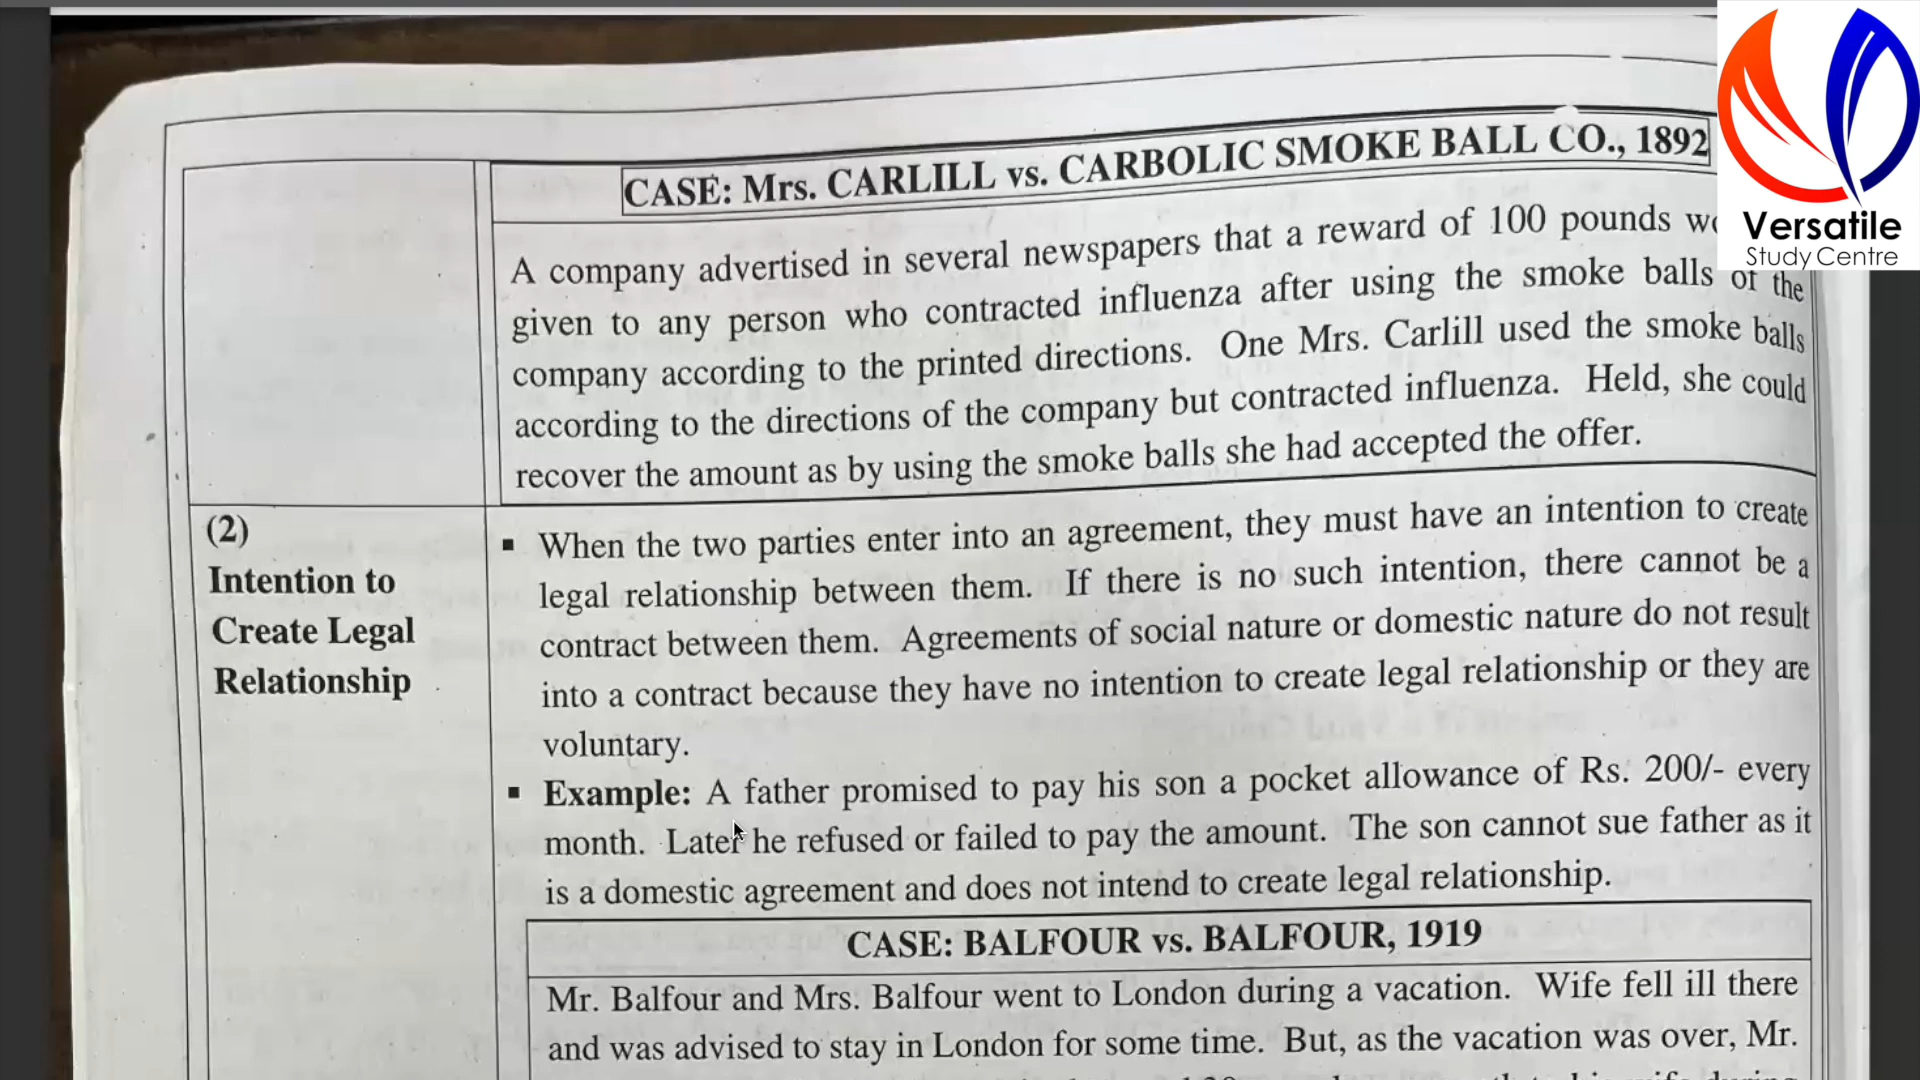 CASE: Mrs. CARLILL vs. CARBOLIC SMOKE BALL CO., 1892
Versatile
Study Centre
A company advertised in several newspapers that a reward of 100 pounds
given to any person who contracted influenza after using the smoke balls of the
company according to the printed directions. One Mrs. Carlill used the smoke balls
according to the directions of the company but contracted influenza. Held, she could
recover the amount as by using the smoke balls she had accepted the offer.
(2)
Intention to
Create Legal
Relationship
▪ When the two parties enter into an agreement, they must have an intention to create
legal relationship between them. If there is no such intention, there cannot be a
contract between them. Agreements of social nature or domestic nature do not result
into a contract because they have no intention to create legal relationship or they are
voluntary.
▪ Example: A father promised to pay his son a pocket allowance of Rs. 200/- every
month. Later he refused or failed to pay the amount. The son cannot sue father as it
is a domestic agreement and does not intend to create legal relationship.
CASE: BALFOUR vs. BALFOUR, 1919
Mr. Balfour and Mrs. Balfour went to London during a vacation. Wife fell ill there
and was advised to stay in London for some time. But, as the vacation was over, Mr.